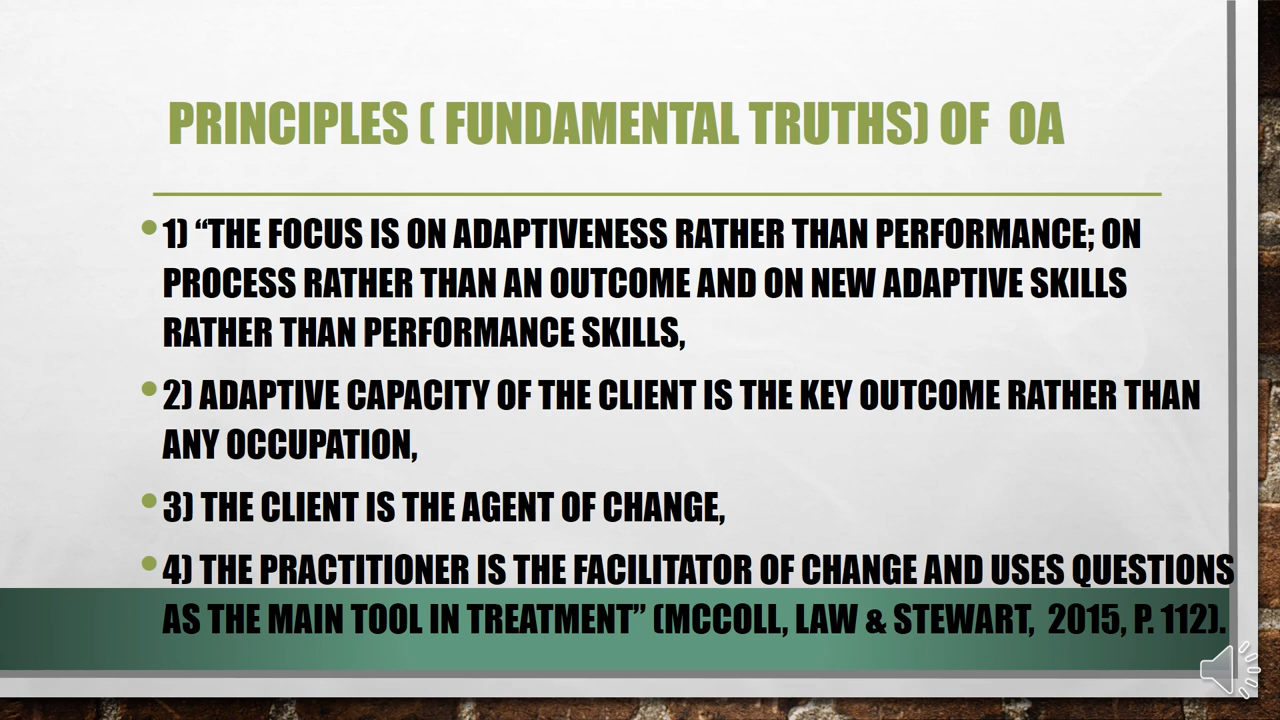 PRINCIPLES ( FUNDAMENTAL TRUTHS) OF  OA
• 1) “THE FOCUS IS ON ADAPTIVENESS RATHER THAN PERFORMANCE; ON
PROCESS RATHER THAN AN OUTCOME AND ON NEW ADAPTIVE SKILLS
RATHER THAN PERFORMANCE SKILLS,
• 2) ADAPTIVE CAPACITY OF THE CLIENT IS THE KEY OUTCOME RATHER THAN
ANY OCCUPATION,
• 3) THE CLIENT IS THE AGENT OF CHANGE,
• 4) THE PRACTITIONER IS THE FACILITATOR OF CHANGE AND USES QUESTIONS
AS THE MAIN TOOL IN TREATMENT” (MCCOLL, LAW & STEWART,  2015, P. 112).